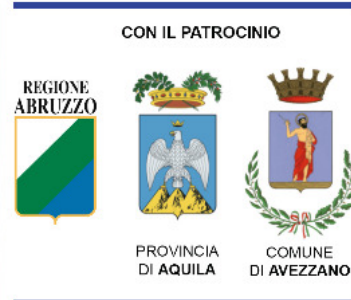 CON IL PATROCINIO
REGIONE
ABRUZZO
PROVINCIA
DI AQUILA
COMUNE
DI AVEZZANO